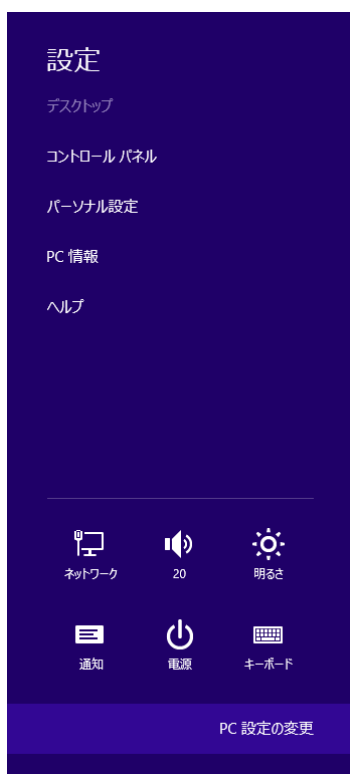 設定
デスクトップ
コントロール パネル
パーソナル設定
PC 情報
ヘルプ
ネットワーク
20
明るさ
通知
電源
キーボード
PC 設定の変更